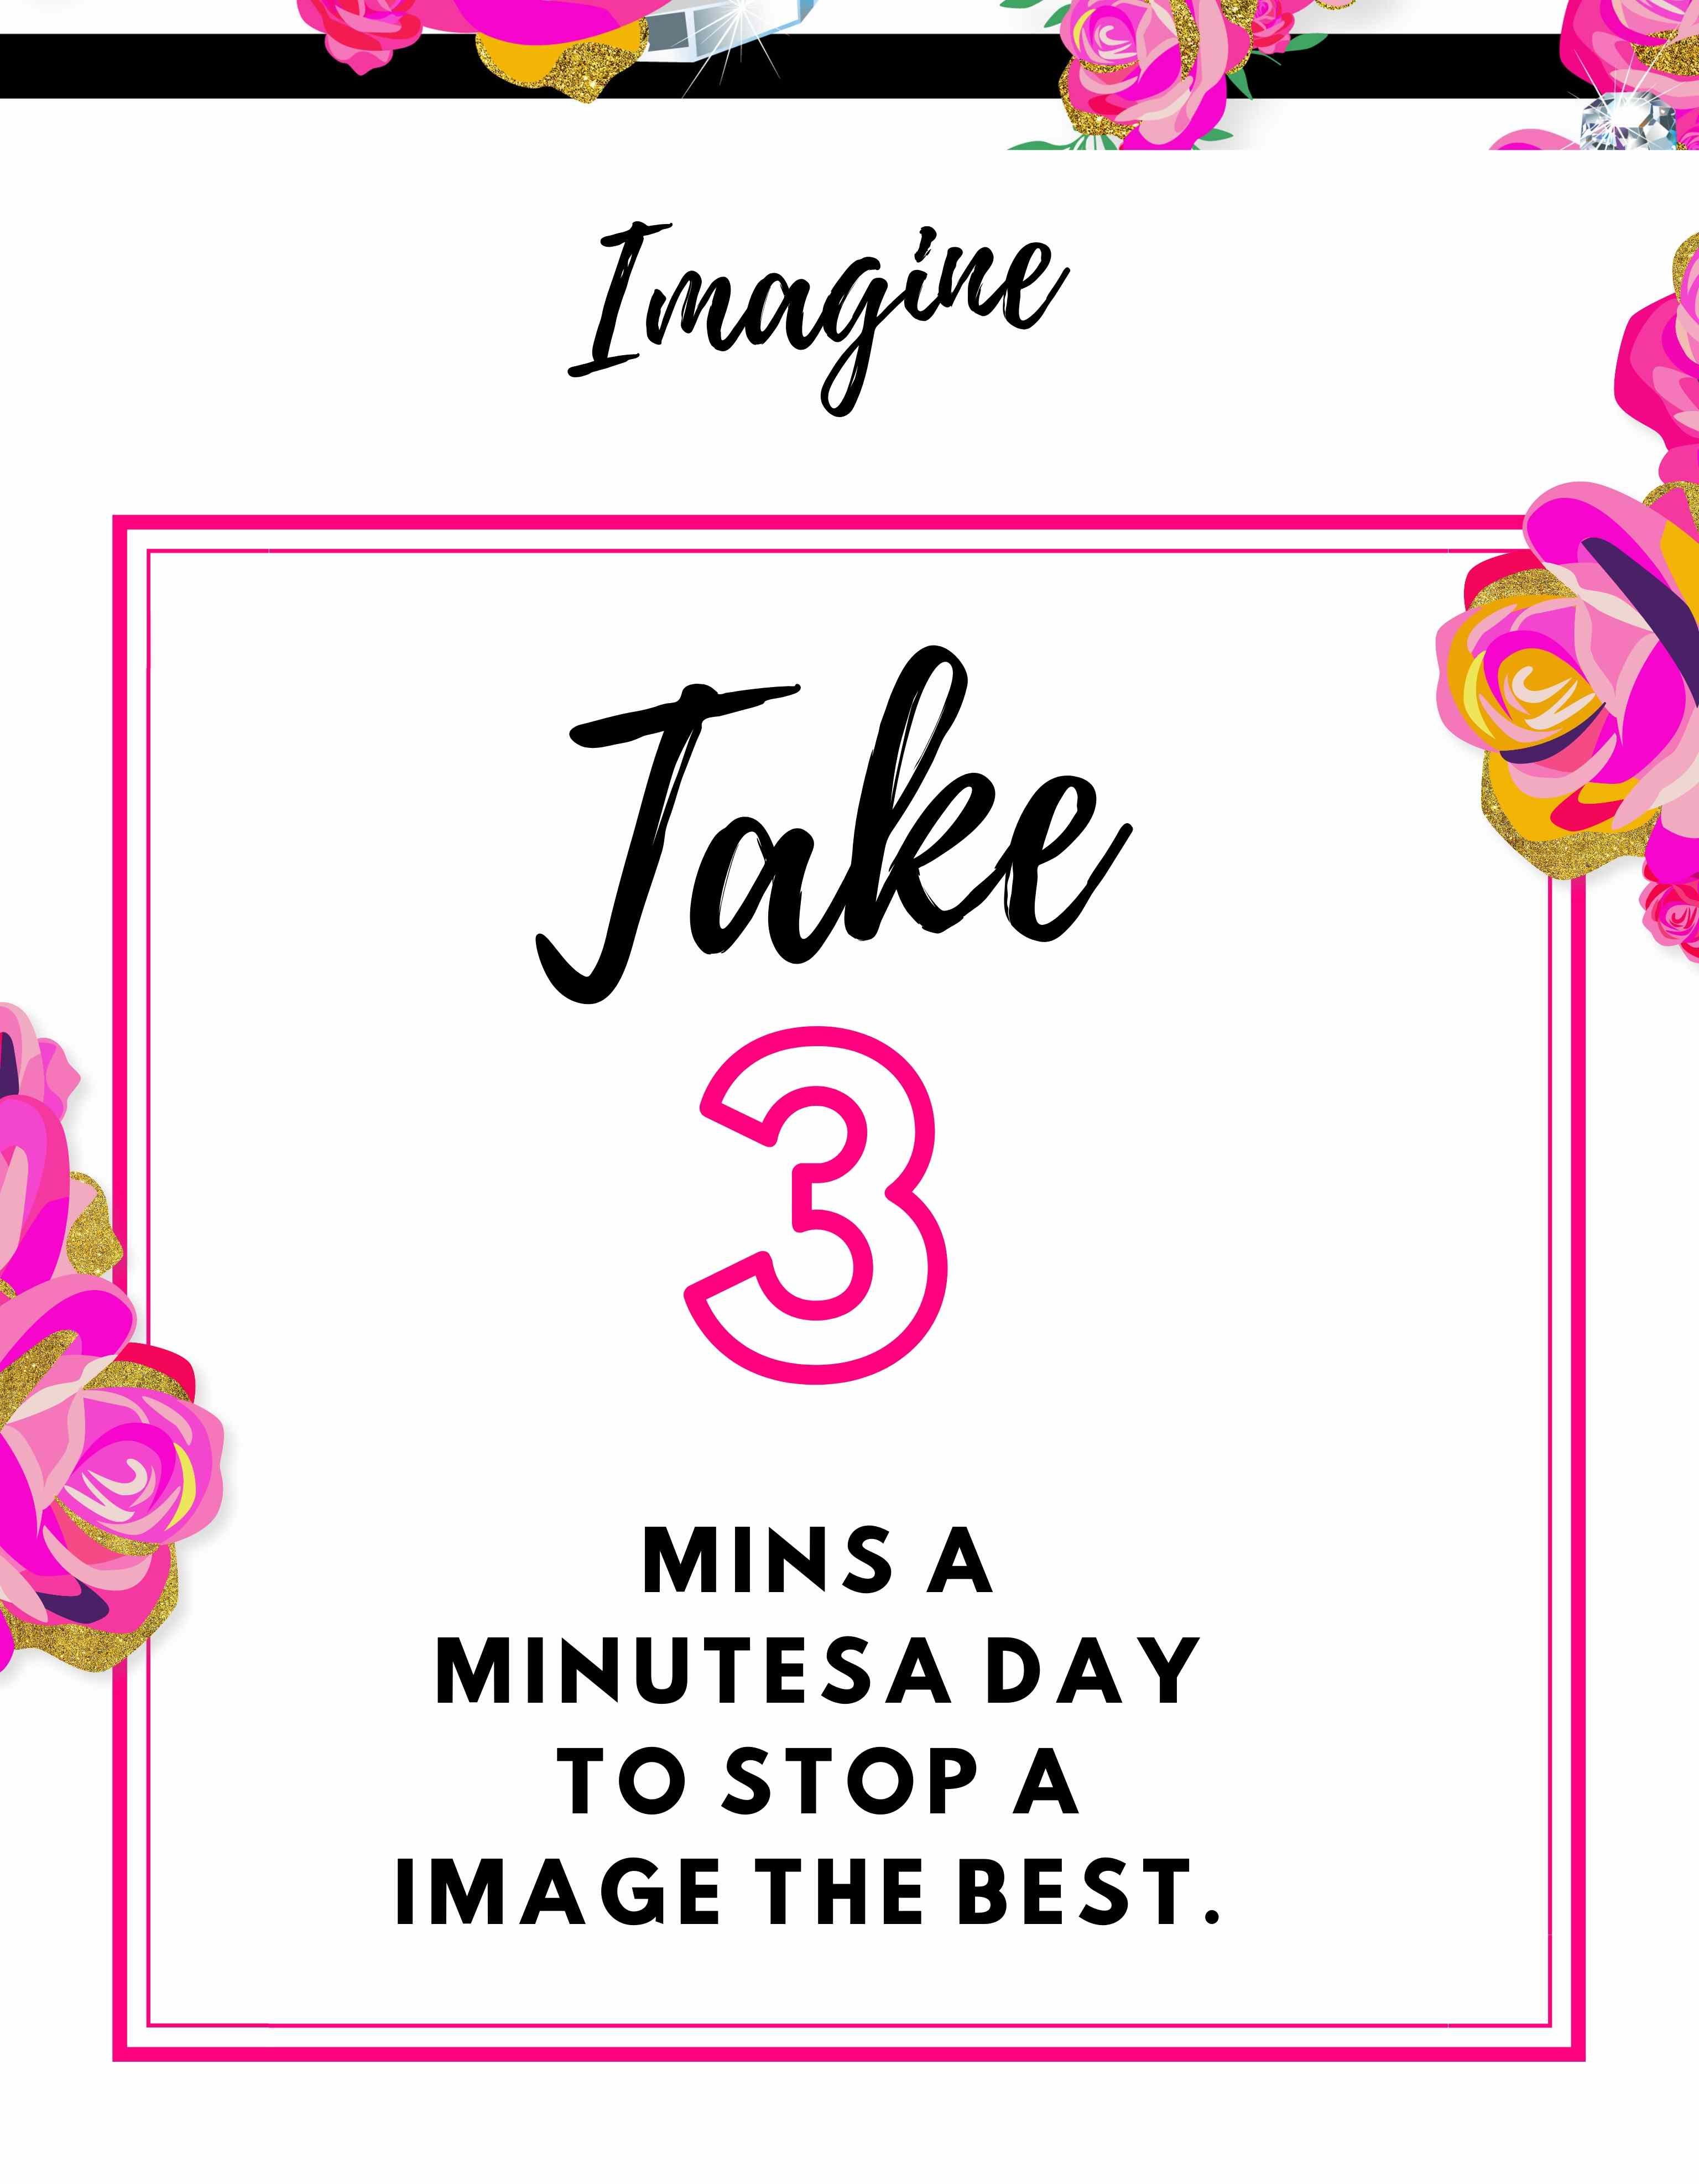 Imagine
Take
3
MINS A
MINUTESA DAY
TO STOP A
IMAGE THE BEST.